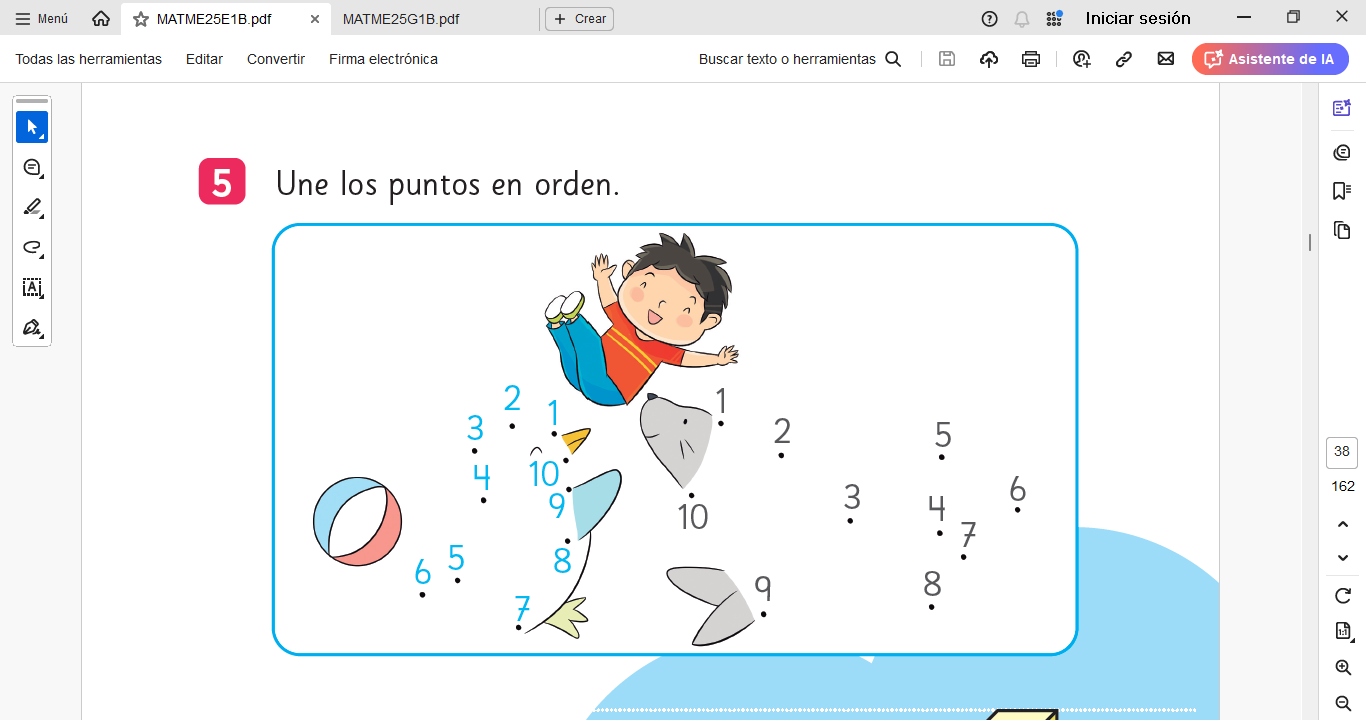 Menú
MATME25E1B.pdf
MATME25G1B.pdf
Crear
Iniciar sesión
Todas las herramientas
Editar
Convertir
Firma electrónica
Buscar texto o herramientas
Asistente de IA
5 Une los puntos en orden.
1
2
3
4
5
6
7
8
9
10
1
2
3
4
5
6
7
8
9
10
38
162